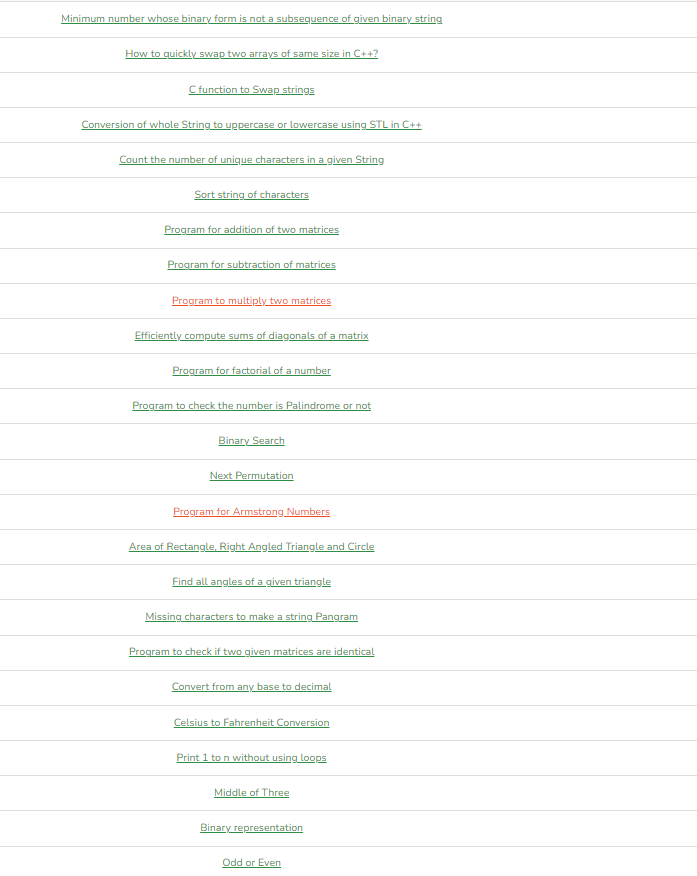 Minimum number whose binary form is not a subsequence of given binary string
How to quickly swap two arrays of same size in C++?
C function to Swap strings
Conversion of whole String to uppercase or lowercase using STL in C++
Count the number of unique characters in a given String
Sort string of characters
Program for addition of two matrices
Program for subtraction of matrices
Program to multiply two matrices
Efficiently compute sums of diagonals of a matrix
Program for factorial of a number
Program to check the number is Palindrome or not
Binary Search
Next Permutation
Program for Armstrong Numbers
Area of Rectangle, Right Angled Triangle and Circle
Find all angles of a given triangle
Missing characters to make a string Pangram
Program to check if two given matrices are identical
Convert from any base to decimal
Celsius to Fahrenheit Conversion
Print 1 to n without using loops
Middle of Three
Binary representation
Odd or Even